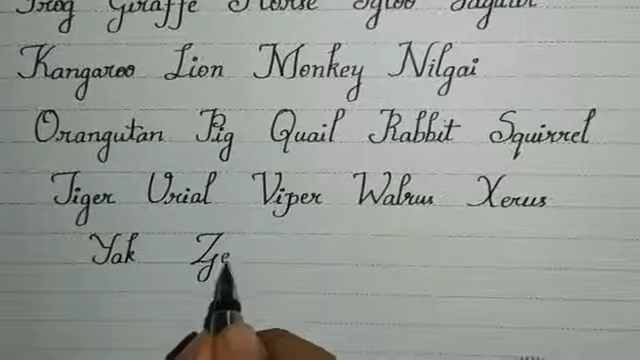 Frog Giraffe Horse Igloo Jaguar
Kangaroo Lion Monkey Nilgai
Orangutan Pig Quail Rabbit Squirrel
Tiger Urial Viper Walrus Xerus
Yak Ze